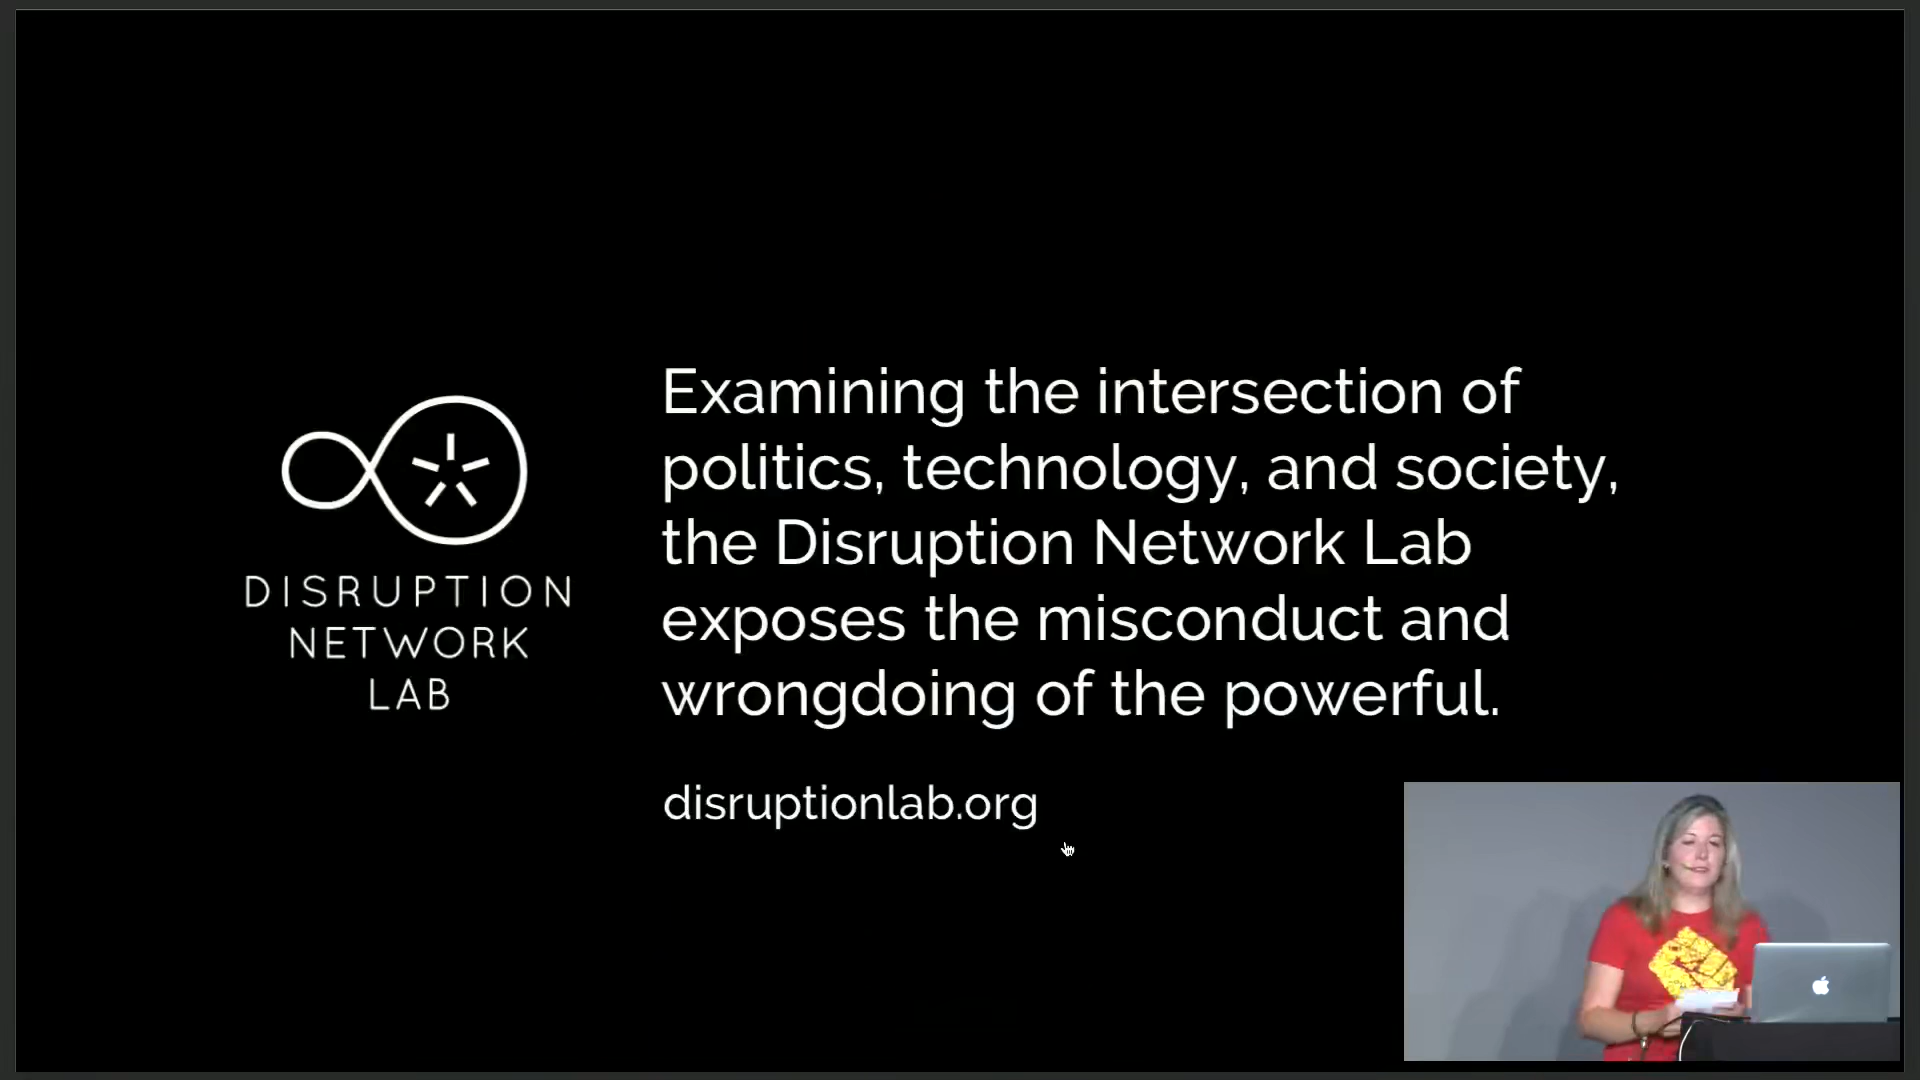 DISRUPTION
NETWORK
LAB
Examining the intersection of
politics, technology, and society,
the Disruption Network Lab
exposes the misconduct and
wrongdoing of the powerful.
disruptionlab.org